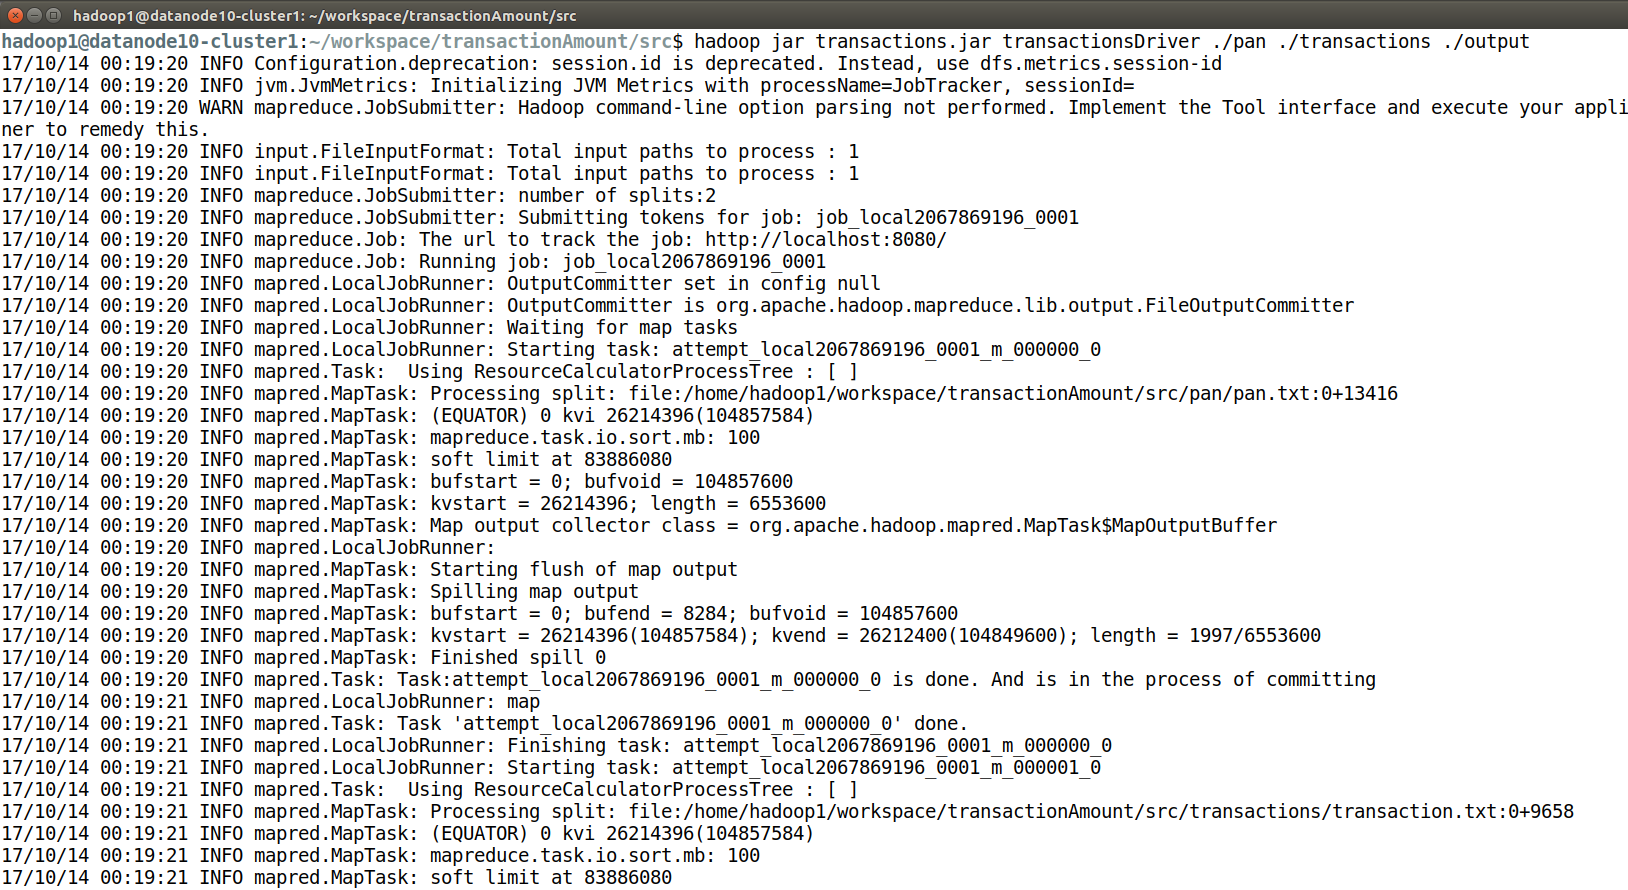 hadoop1@datanode10-cluster1: ~/workspace/transactionAmount/src
hadoop1@datanode10-cluster1:~/workspace/transactionAmount/src$ hadoop jar transactions.jar transactionsDriver ./pan ./transactions ./output
17/10/14 00:19:20 INFO Configuration.deprecation: session.id is deprecated. Instead, use dfs.metrics.session-id
17/10/14 00:19:20 INFO jvm.JvmMetrics: Initializing JVM Metrics with processName=JobTracker, sessionId=
17/10/14 00:19:20 WARN mapreduce.JobSubmitter: Hadoop command-line option parsing not performed. Implement the Tool interface and execute your appli
ner to remedy this.
17/10/14 00:19:20 INFO input.FileInputFormat: Total input paths to process : 1
17/10/14 00:19:20 INFO input.FileInputFormat: Total input paths to process : 1
17/10/14 00:19:20 INFO mapreduce.JobSubmitter: number of splits:2
17/10/14 00:19:20 INFO mapreduce.JobSubmitter: Submitting tokens for job: job_local2067869196_0001
17/10/14 00:19:20 INFO mapreduce.Job: The url to track the job: http://localhost:8080/
17/10/14 00:19:20 INFO mapreduce.Job: Running job: job_local2067869196_0001
17/10/14 00:19:20 INFO mapred.LocalJobRunner: OutputCommitter set in config null
17/10/14 00:19:20 INFO mapred.LocalJobRunner: OutputCommitter is org.apache.hadoop.mapreduce.lib.output.FileOutputCommitter
17/10/14 00:19:20 INFO mapred.LocalJobRunner: Waiting for map tasks
17/10/14 00:19:20 INFO mapred.LocalJobRunner: Starting task: attempt_local2067869196_0001_m_000000_0
17/10/14 00:19:20 INFO mapred.Task:  Using ResourceCalculatorProcessTree : [ ]
17/10/14 00:19:20 INFO mapred.MapTask: Processing split: file:/home/hadoop1/workspace/transactionAmount/src/pan/pan.txt:0+13416
17/10/14 00:19:20 INFO mapred.MapTask: (EQUATOR) 0 kvi 26214396(104857584)
17/10/14 00:19:20 INFO mapred.MapTask: mapreduce.task.io.sort.mb: 100
17/10/14 00:19:20 INFO mapred.MapTask: soft limit at 83886080
17/10/14 00:19:20 INFO mapred.MapTask: bufstart = 0; bufvoid = 104857600
17/10/14 00:19:20 INFO mapred.MapTask: kvstart = 26214396; length = 6553600
17/10/14 00:19:20 INFO mapred.MapTask: Map output collector class = org.apache.hadoop.mapred.MapTask$MapOutputBuffer
17/10/14 00:19:20 INFO mapred.LocalJobRunner:
17/10/14 00:19:20 INFO mapred.MapTask: Starting flush of map output
17/10/14 00:19:20 INFO mapred.MapTask: Spilling map output
17/10/14 00:19:20 INFO mapred.MapTask: bufstart = 0; bufend = 8284; bufvoid = 104857600
17/10/14 00:19:20 INFO mapred.MapTask: kvstart = 26214396(104857584); kvend = 26212400(104849600); length = 1997/6553600
17/10/14 00:19:20 INFO mapred.MapTask: Finished spill 0
17/10/14 00:19:20 INFO mapred.Task: Task:attempt_local2067869196_0001_m_000000_0 is done. And is in the process of committing
17/10/14 00:19:21 INFO mapred.LocalJobRunner: map
17/10/14 00:19:21 INFO mapred.Task: Task 'attempt_local2067869196_0001_m_000000_0' done.
17/10/14 00:19:21 INFO mapred.LocalJobRunner: Finishing task: attempt_local2067869196_0001_m_000000_0
17/10/14 00:19:21 INFO mapred.LocalJobRunner: Starting task: attempt_local2067869196_0001_m_000001_0
17/10/14 00:19:21 INFO mapred.Task:  Using ResourceCalculatorProcessTree : [ ]
17/10/14 00:19:21 INFO mapred.MapTask: Processing split: file:/home/hadoop1/workspace/transactionAmount/src/transactions/transaction.txt:0+9658
17/10/14 00:19:21 INFO mapred.MapTask: (EQUATOR) 0 kvi 26214396(104857584)
17/10/14 00:19:21 INFO mapred.MapTask: mapreduce.task.io.sort.mb: 100
17/10/14 00:19:21 INFO mapred.MapTask: soft limit at 83886080